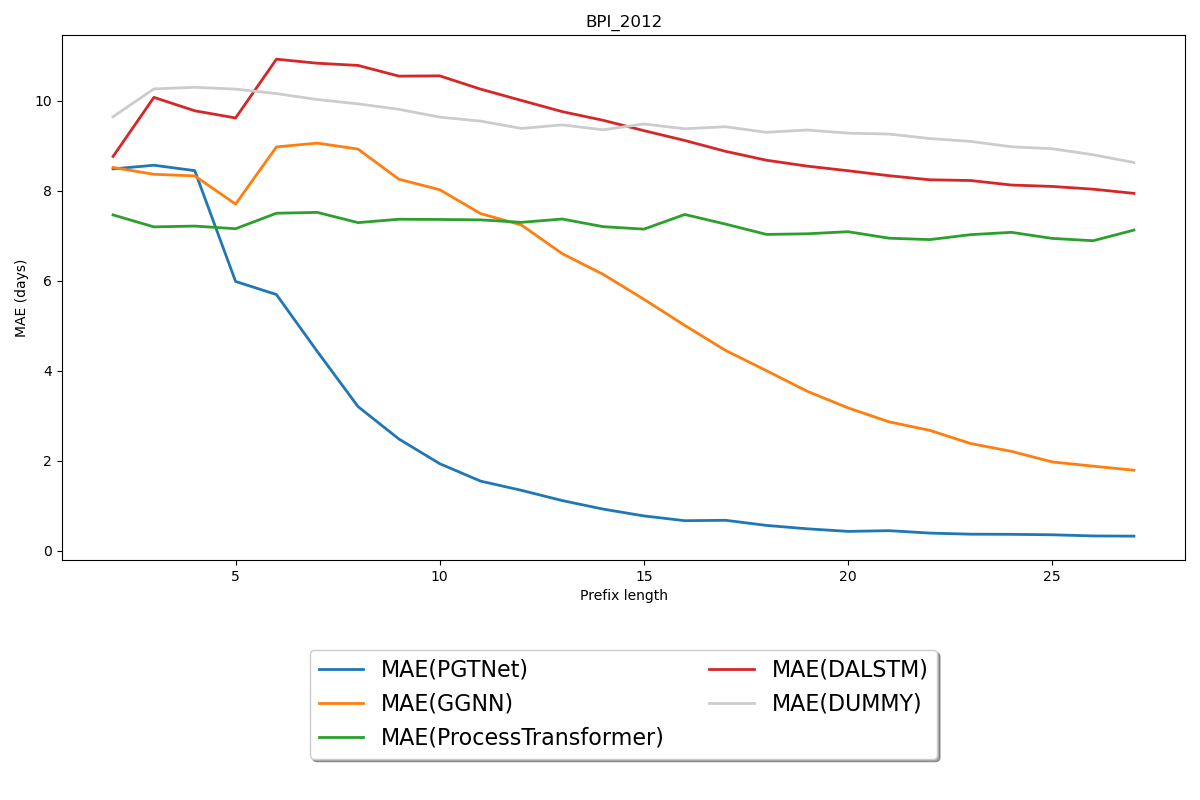 BPI_2012
MAE (days)
10
8
6
4
2
0
5 10 15 20 25
Prefix length
MAE(PGTNet)
MAE(GGNN)
MAE(ProcessTransformer)
MAE(DALSTM)
MAE(DUMMY)